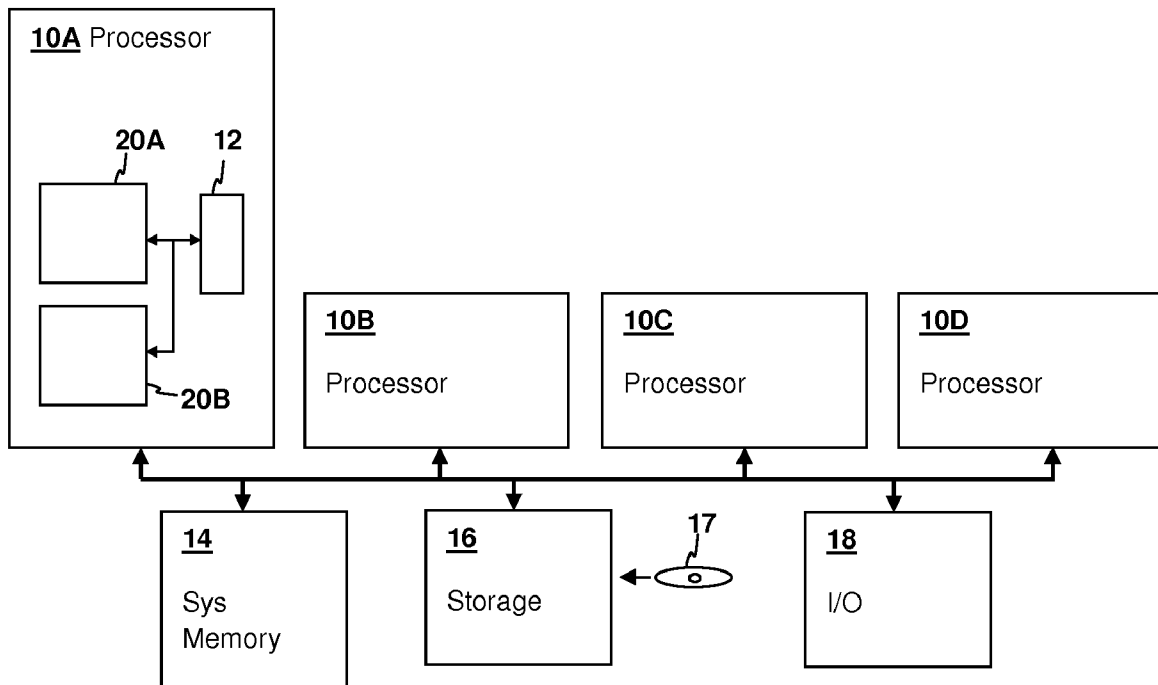 10A Processor
20A
12
20B
10B
Processor
10C
Processor
10D
Processor
14
Sys
Memory
16
Storage
17
18
I/O